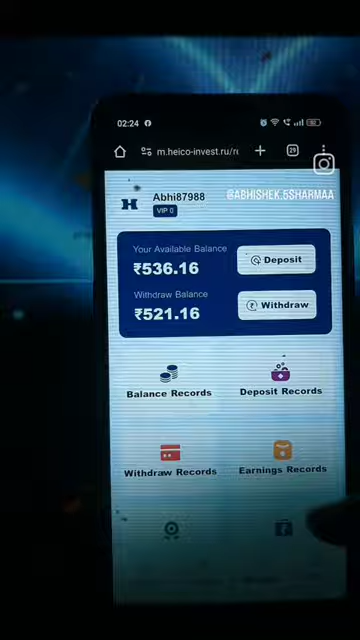 02:24
m.heico-invest.ru/r
29
@ABHISHEK.5SHARMAA
H
Abhi87988
VIP 0
Your Available Balance
₹536.16
Deposit
Withdraw Balance
₹521.16
Withdraw
Balance Records
Deposit Records
Withdraw Records
Earnings Records